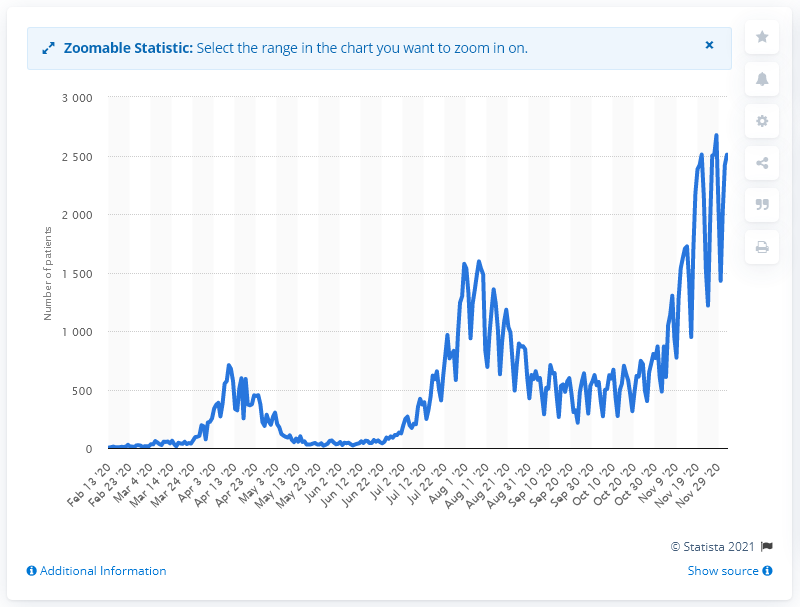 Zoomable Statistic: Select the range in the chart you want to zoom in on.
Number of patients
3 000
2 500
2 000
1 500
1 000
500
0
Feb 13 '20
Feb 23 '20
Mar 4 '20
Mar 14 '20
Mar 24 '20
Apr 3 '20
Apr 13 '20
Apr 23 '20
May 3 '20
May 13 '20
May 23 '20
Jun 2 '20
Jun 12 '20
Jun 22 '20
Jul 2 '20
Jul 12 '20
Jul 22 '20
Aug 1 '20
Aug 11 '20
Aug 21 '20
Aug 31 '20
Sep 10 '20
Sep 20 '20
Sep 30 '20
Oct 10 '20
Oct 20 '20
Oct 30 '20
Nov 9 '20
Nov 19 '20
Nov 29 '20
© Statista 2021
Additional Information
Show source